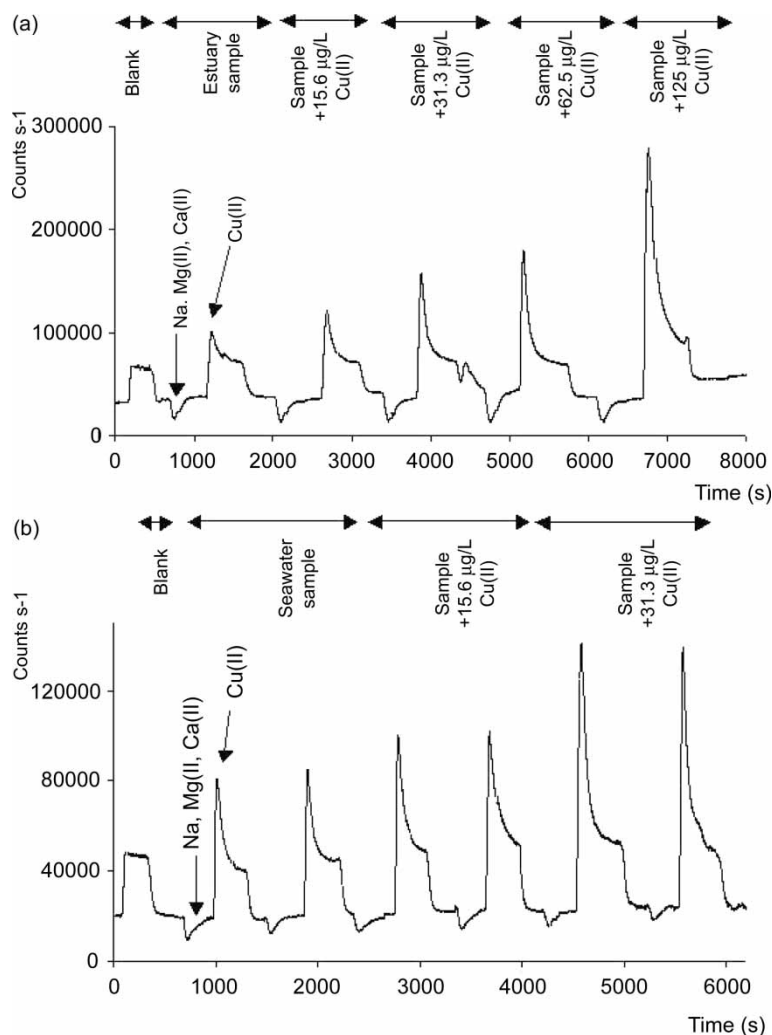 (a)
Blank
Estuary
sample
Sample
+15.6 µg/L
Cu(II)
Sample
+31.3 µg/L
Cu(II)
Sample
+62.5 µg/L
Cu(II)
Sample
+125 µg/L
Cu(II)
Counts s-1
300000
200000
100000
0
Na. Mg(II), Ca(II)
Cu(II)
0 1000 2000 3000 4000 5000 6000 7000 8000
Time (s)
(b)
Blank
Seawater
sample
Sample
+15.6 µg/L
Cu(II)
Sample
+31.3 µg/L
Cu(II)
Counts s-1
120000
80000
40000
0
Na, Mg(II, Ca(II)
Cu(II)
0 1000 2000 3000 4000 5000 6000
Time (s)